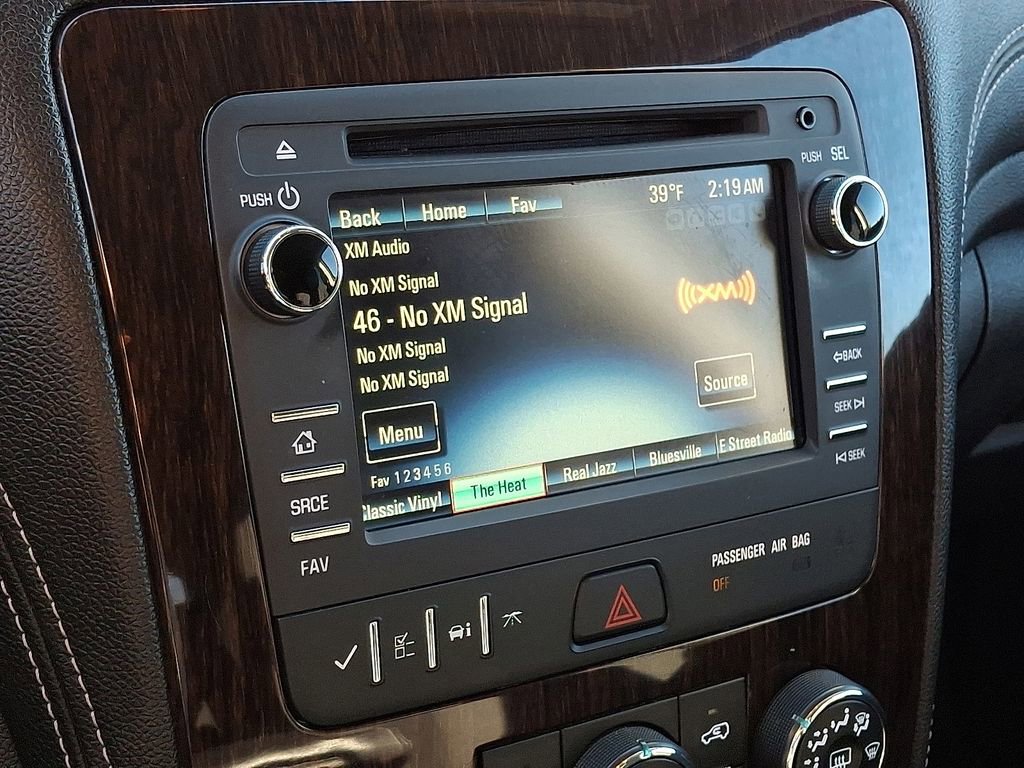 PUSH
PUSH SEL
Back Home Fav 39°F 2:19 AM
XM Audio
No XM Signal
46 - No XM Signal
((XM))
No XM Signal
No XM Signal
Source
Menu
Fav 1 2 3 4 5 6
Classic Vinyl The Heat Real Jazz Bluesville E Street Radio
BACK
SEEK
SEEK
SRCE
FAV
PASSENGER AIR BAG
OFF